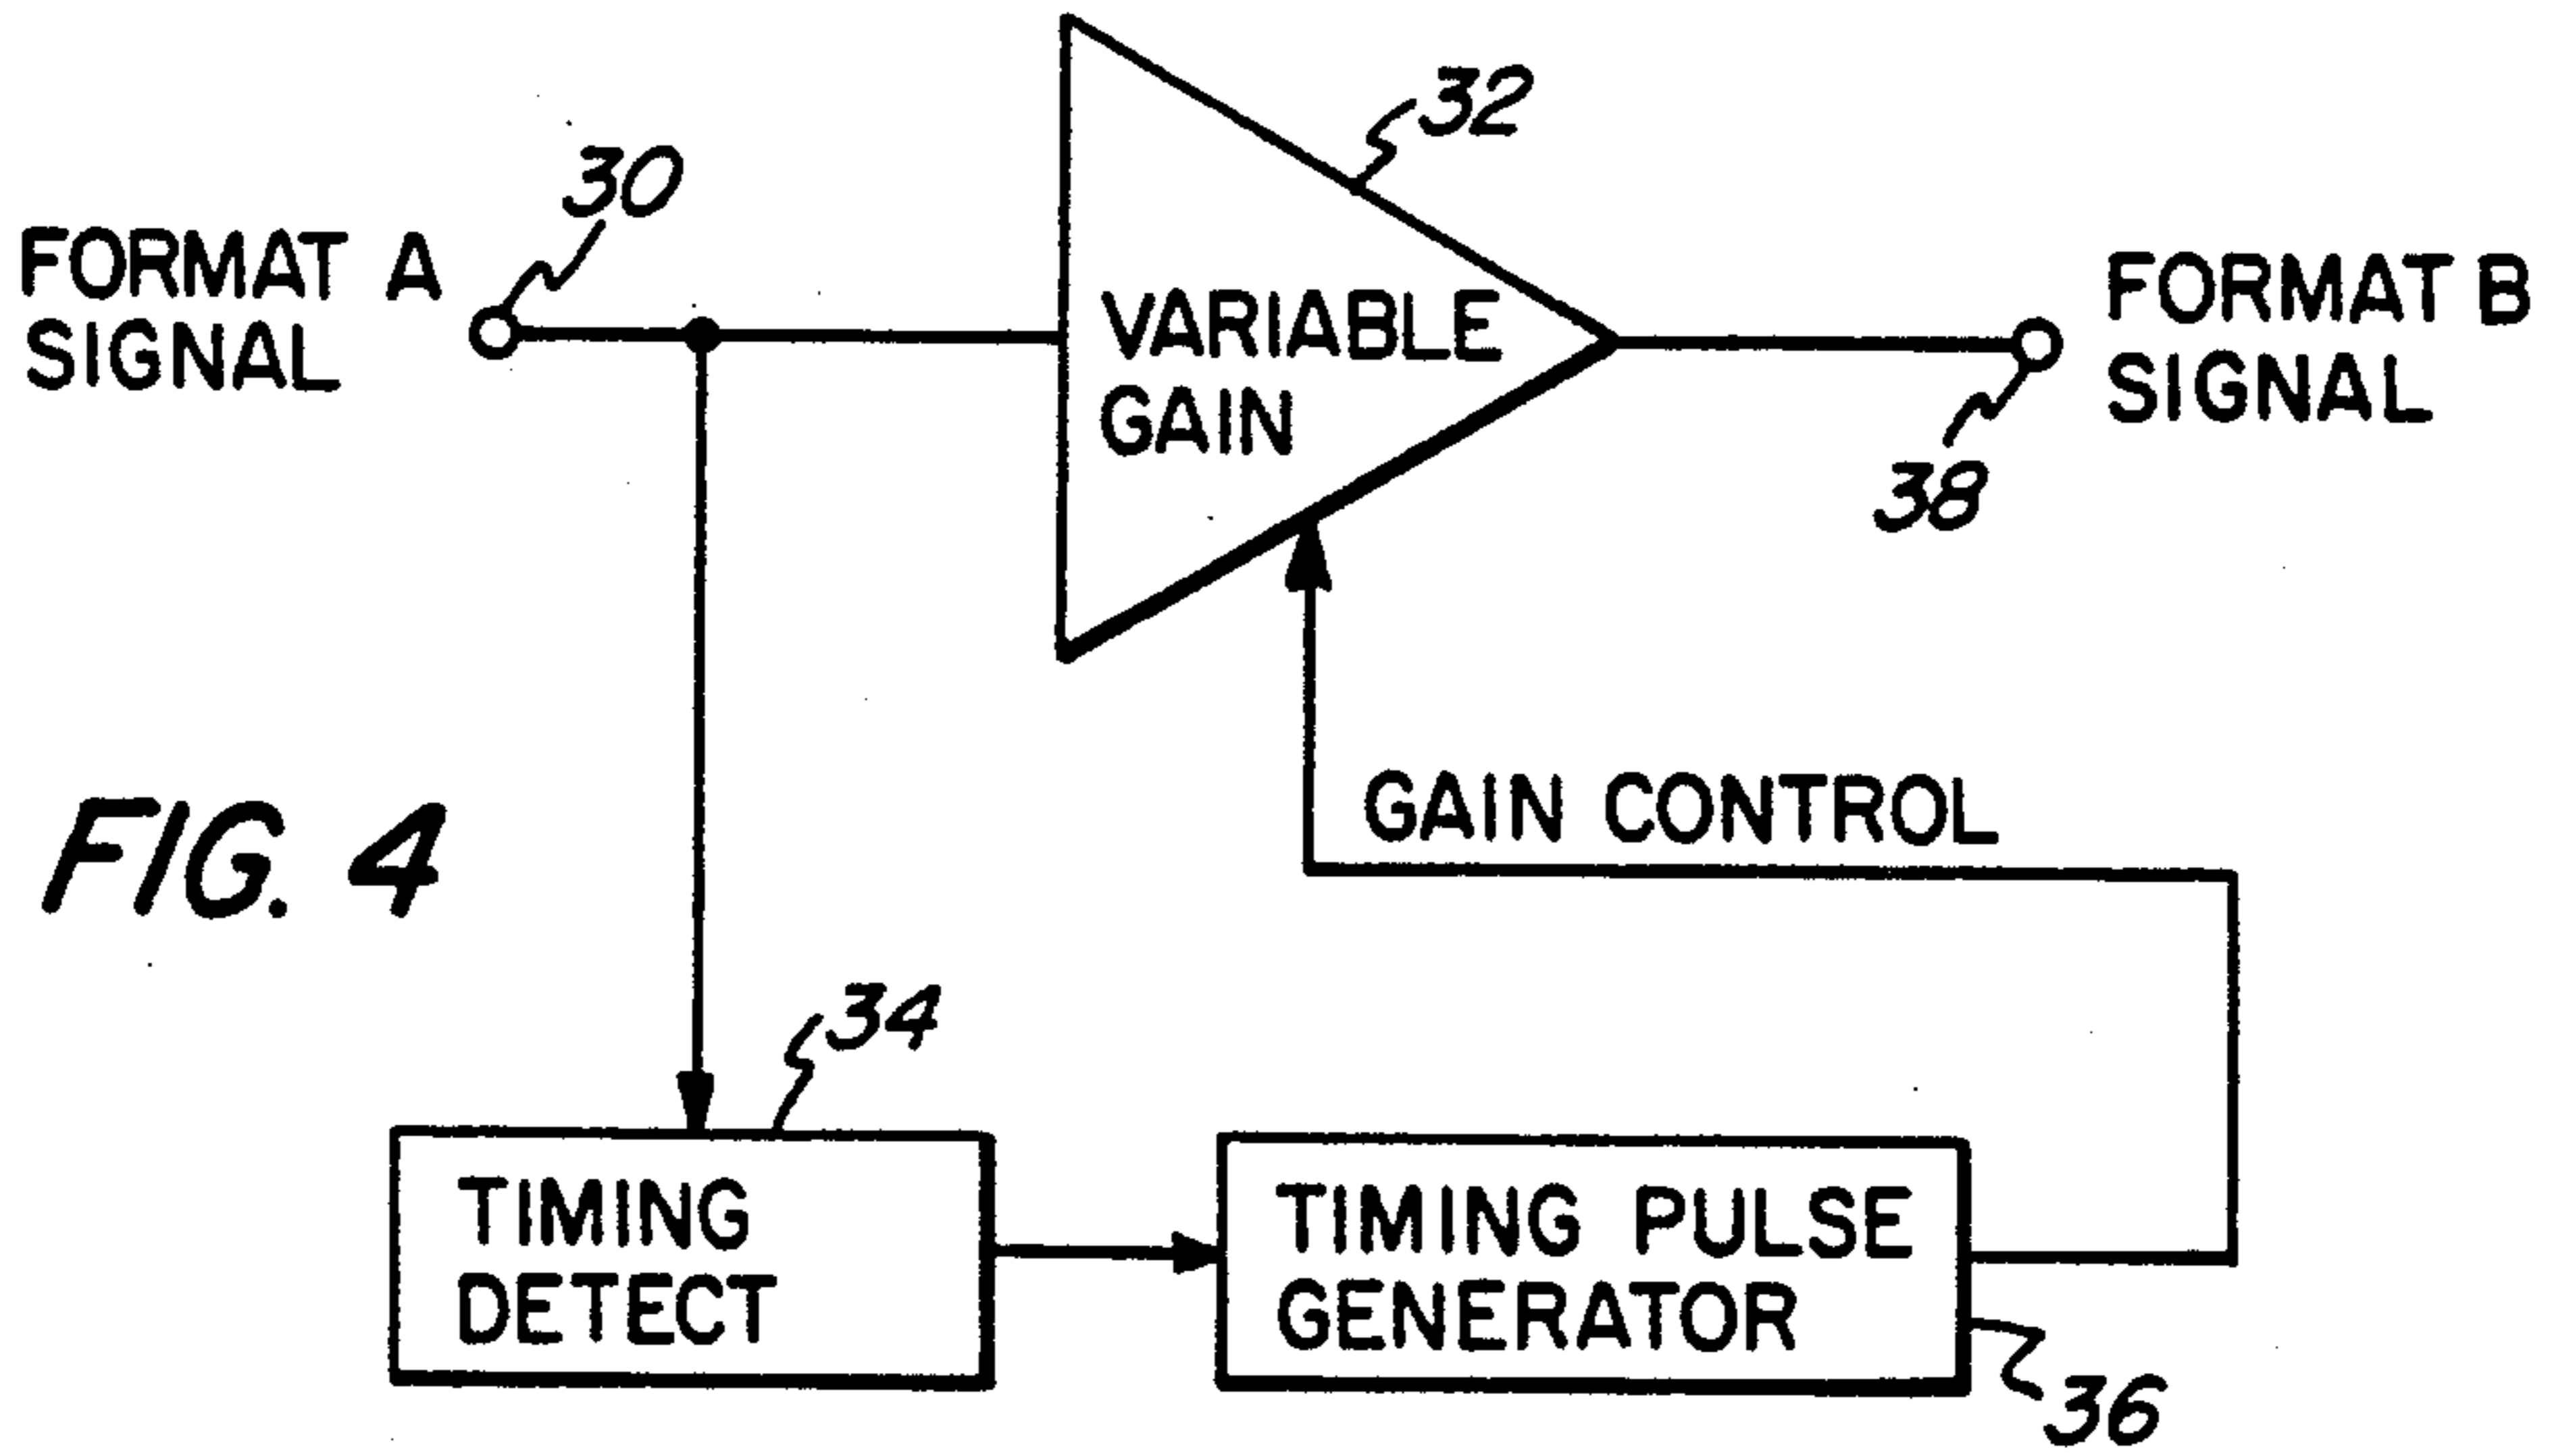 32
30
FORMAT A
SIGNAL
VARIABLE
GAIN
FORMAT B
SIGNAL
38
GAIN CONTROL
FIG. 4
34
TIMING
DETECT
TIMING PULSE
GENERATOR
36